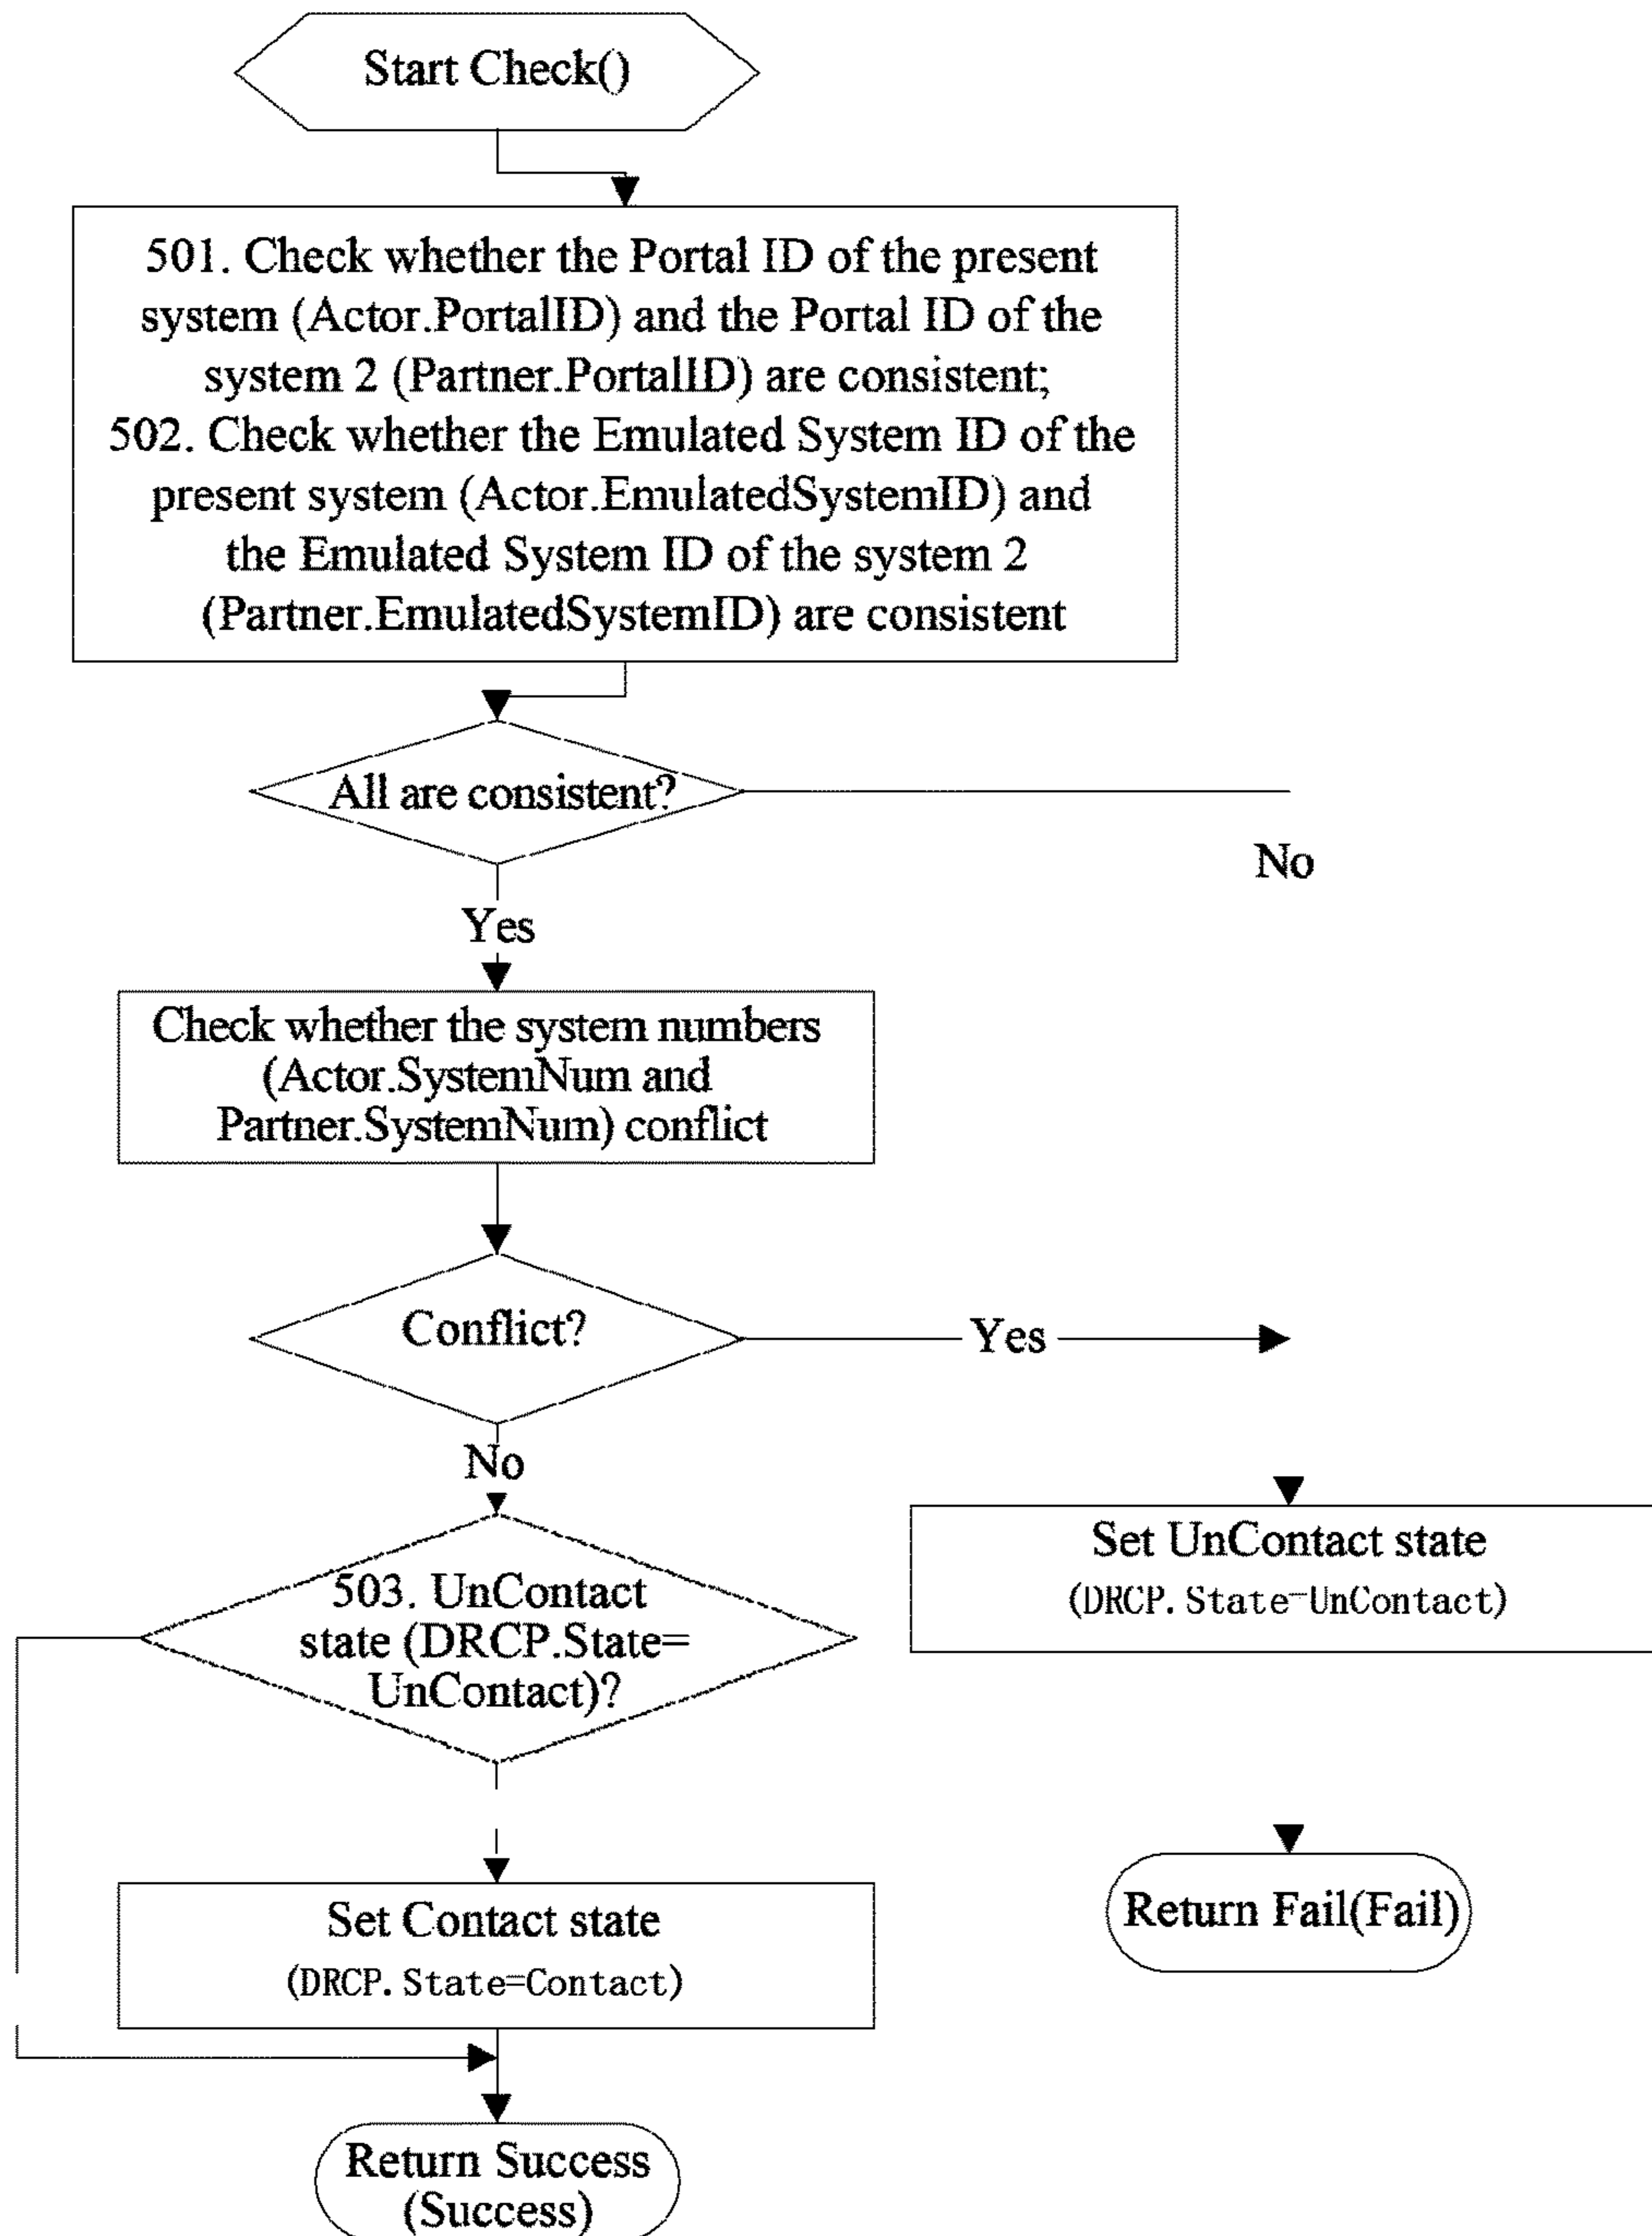 Start Check()
501. Check whether the Portal ID of the present
system (Actor.PortalID) and the Portal ID of the
system 2 (Partner.PortalID) are consistent;
502. Check whether the Emulated System ID of the
present system (Actor.EmulatedSystemID) and
the Emulated System ID of the system 2
(Partner.EmulatedSystemID) are consistent
All are consistent?
No
Yes
Check whether the system numbers
(Actor.SystemNum and
Partner.SystemNum) conflict
Conflict?
Yes
No
503. UnContact
state (DRCP.State=
UnContact)?
Set UnContact state
(DRCP. State-UnContact)
Set Contact state
(DRCP. State=Contact)
Return Fail(Fail)
Return Success
(Success)